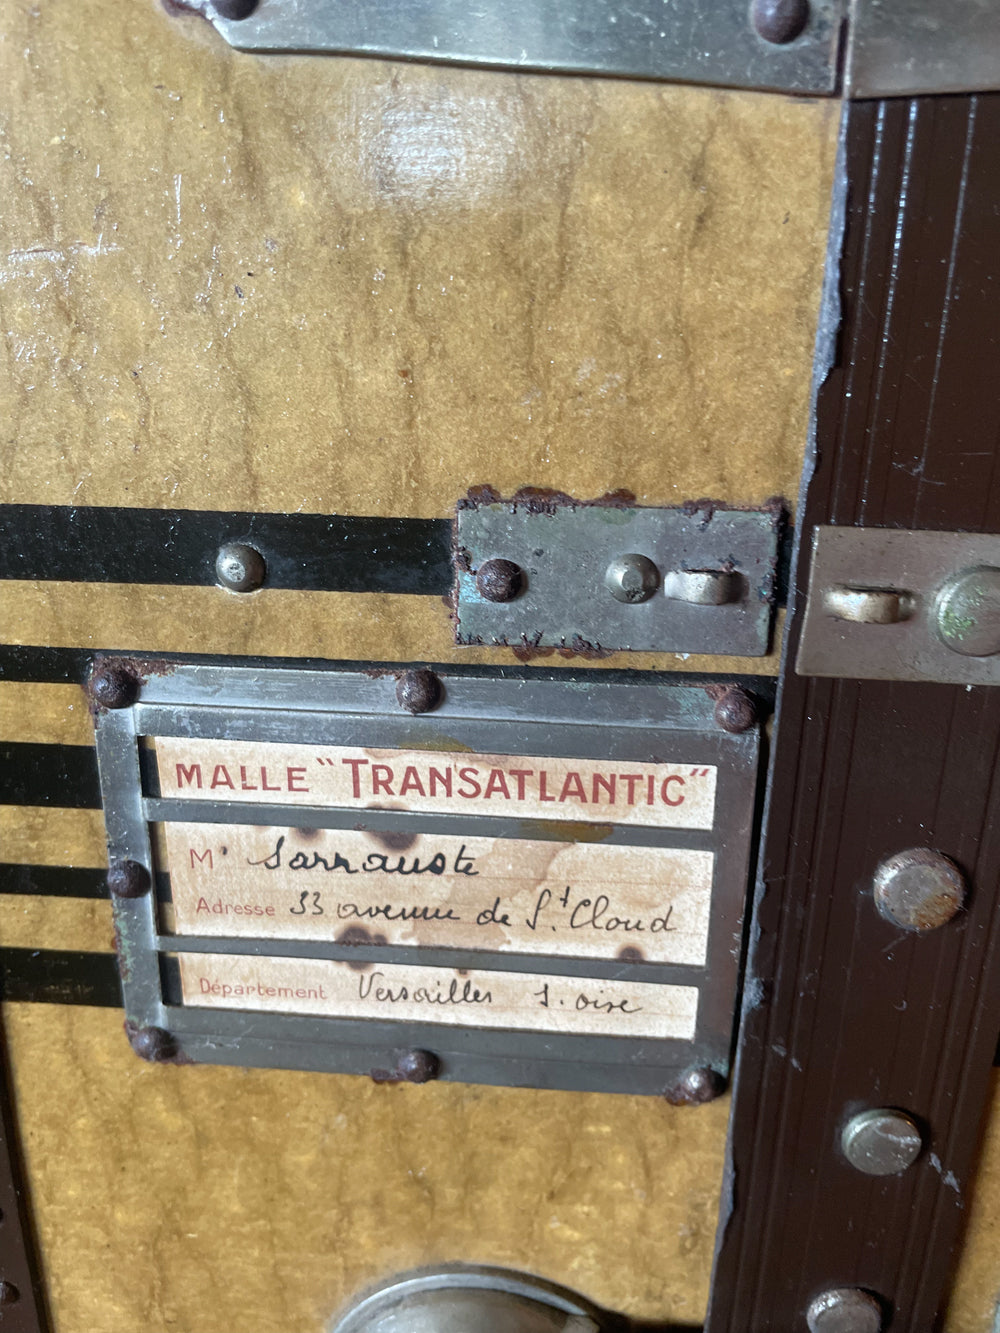 MALLE "TRANSATLANTIC"
Mr Sarrauste
Adresse 33 avenue de St. Cloud
Département Versailles S. oise